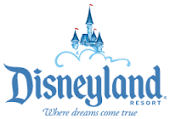 Disneyland®
RESORT
Where dreams come true